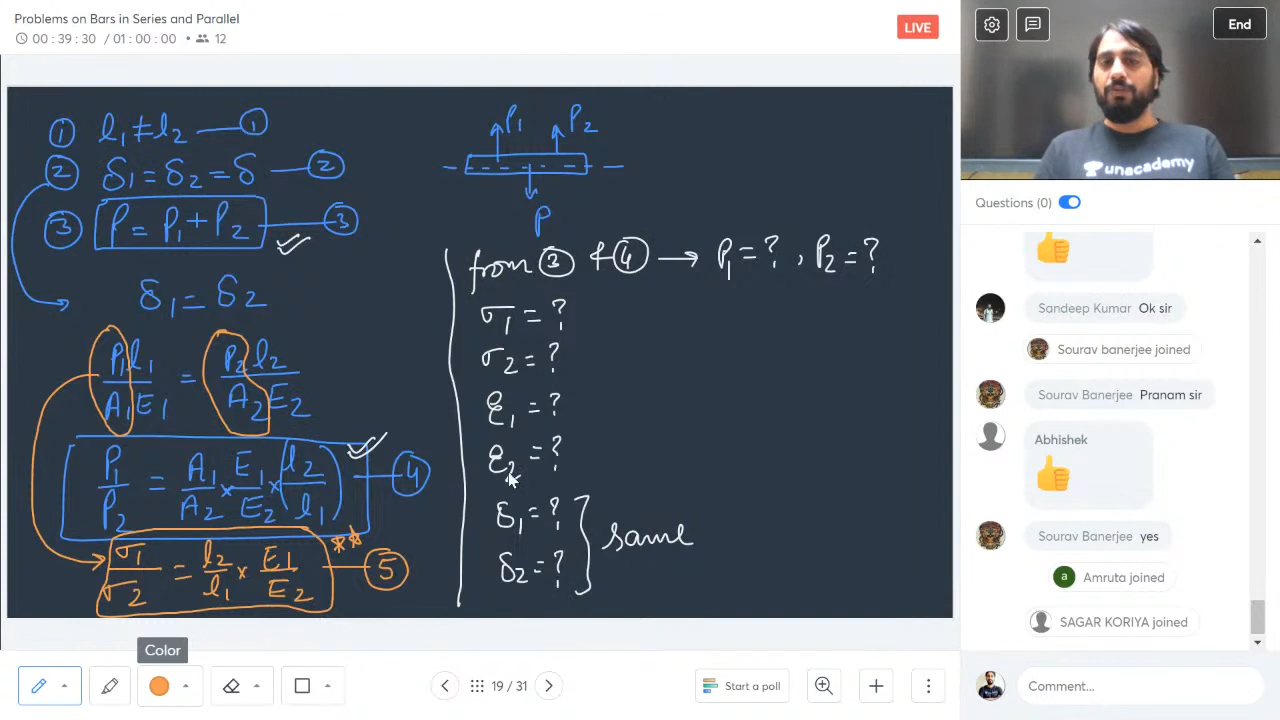 Problems on Bars in Series and Parallel
00 : 39 : 30 / 01 : 00 : 00 • 12
LIVE
End
① l₁ ≠ l₂ — ①
② δ₁ = δ₂ = δ — ②
③ P = P₁ + P₂ — ③
δ₁ = δ₂
P₁l₁/A₁E₁ = P₂l₂/A₂E₂
P₁/P₂ = A₁/A₂ × E₁/E₂ × (l₂/l₁) — ④
σ₁/σ₂ = l₂/l₁ × E₁/E₂ ** — ⑤
P₁ P₂
P
from ③ & ④ → P₁ = ? , P₂ = ?
σ₁ = ?
σ₂ = ?
Ɛ₁ = ?
Ɛ₂ = ?
δ₁ = ?
δ₂ = ?
same
unacademy
Questions (0)
Sandeep Kumar Ok sir
Sourav banerjee joined
Sourav Banerjee Pranam sir
Abhishek
Sourav Banerjee yes
a Amruta joined
SAGAR KORIYA joined
Color
19 / 31
Start a poll
Comment...